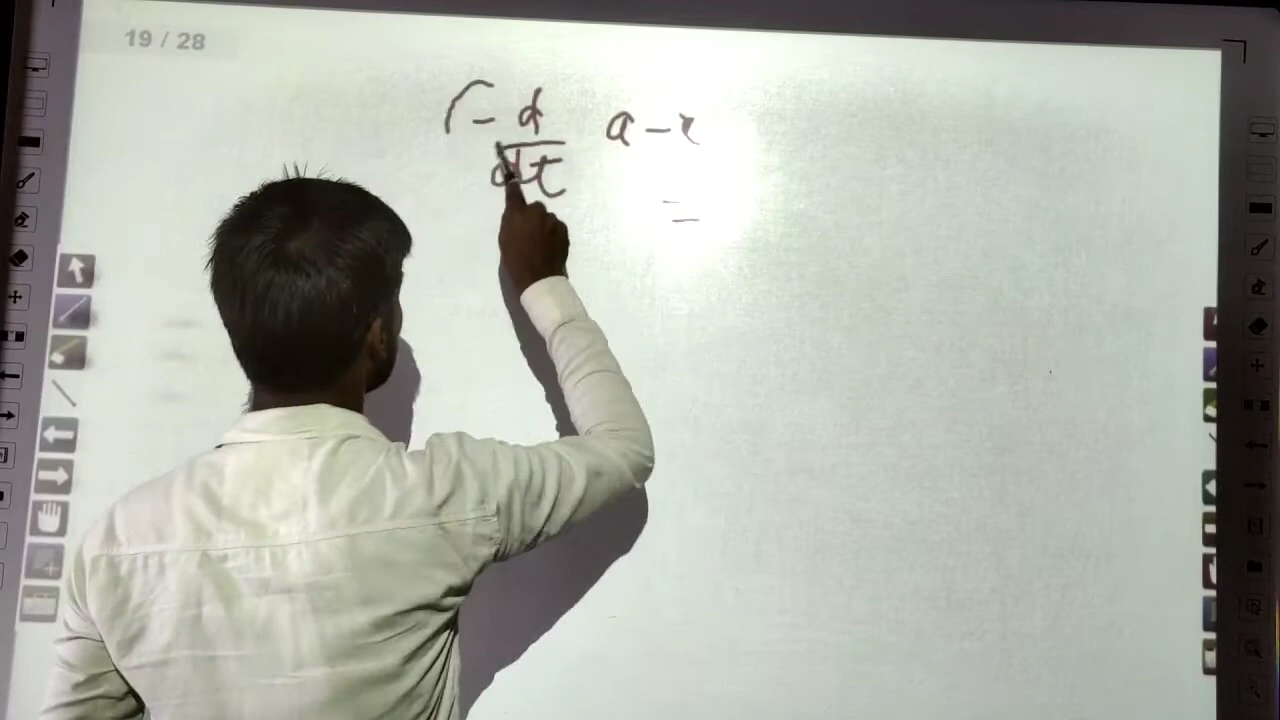 19 / 28
- d/dt a - x
=